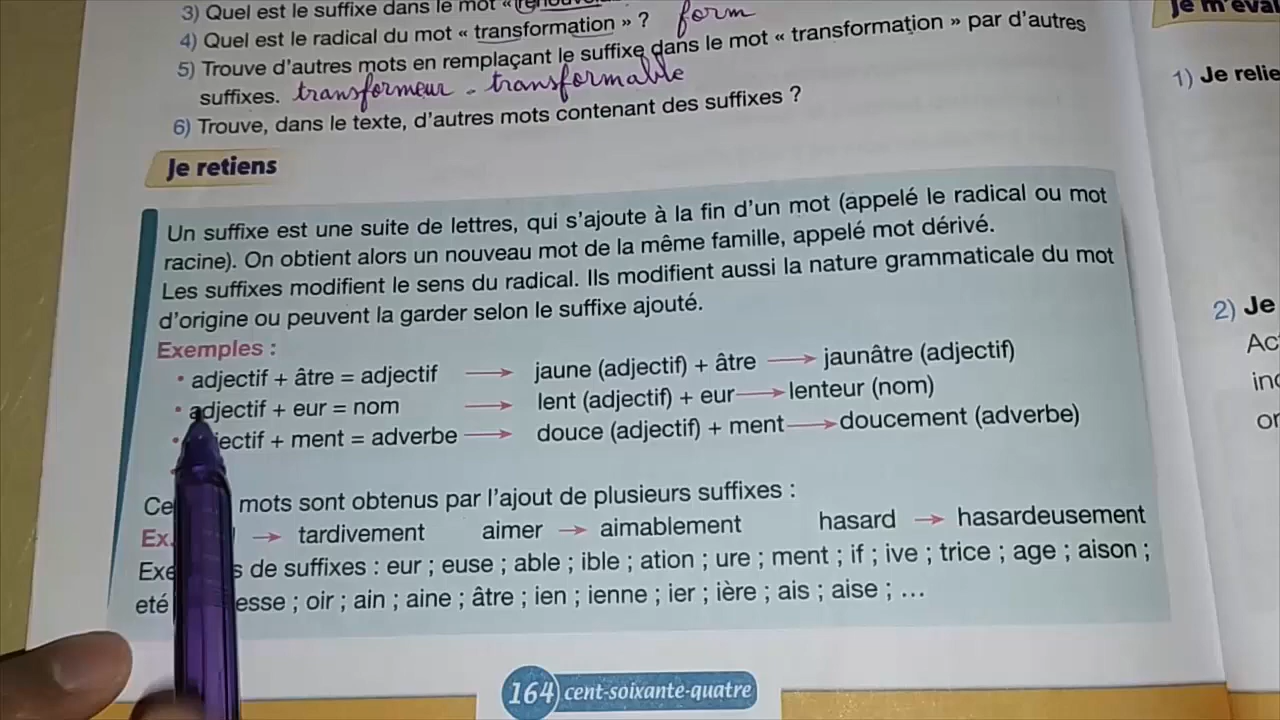 3) Quel est le suffixe dans le mot «
4) Quel est le radical du mot « transformation » ? form
5) Trouve d'autres mots en remplaçant le suffixe dans le mot « transformation » par d'autres
suffixes. transformeur - transformable
6) Trouve, dans le texte, d'autres mots contenant des suffixes ?
Je retiens
Un suffixe est une suite de lettres, qui s'ajoute à la fin d'un mot (appelé le radical ou mot
racine). On obtient alors un nouveau mot de la même famille, appelé mot dérivé.
Les suffixes modifient le sens du radical. Ils modifient aussi la nature grammaticale du mot
d'origine ou peuvent la garder selon le suffixe ajouté.
Exemples :
• adjectif + âtre = adjectif → jaune (adjectif) + âtre → jaunâtre (adjectif)
• adjectif + eur = nom → lent (adjectif) + eur → lenteur (nom)
• ectif + ment = adverbe → douce (adjectif) + ment → doucement (adverbe)
mots sont obtenus par l'ajout de plusieurs suffixes :
Ex. → tardivement aimer → aimablement hasard → hasardeusement
de suffixes : eur ; euse ; able ; ible ; ation ; ure ; ment ; if ; ive ; trice ; age ; aison ;
eté esse ; oir ; ain ; aine ; âtre ; ien ; ienne ; ier ; ière ; ais ; aise ; ...
164 cent-soixante-quatre
Je m'éval
1) Je relie
2) Je